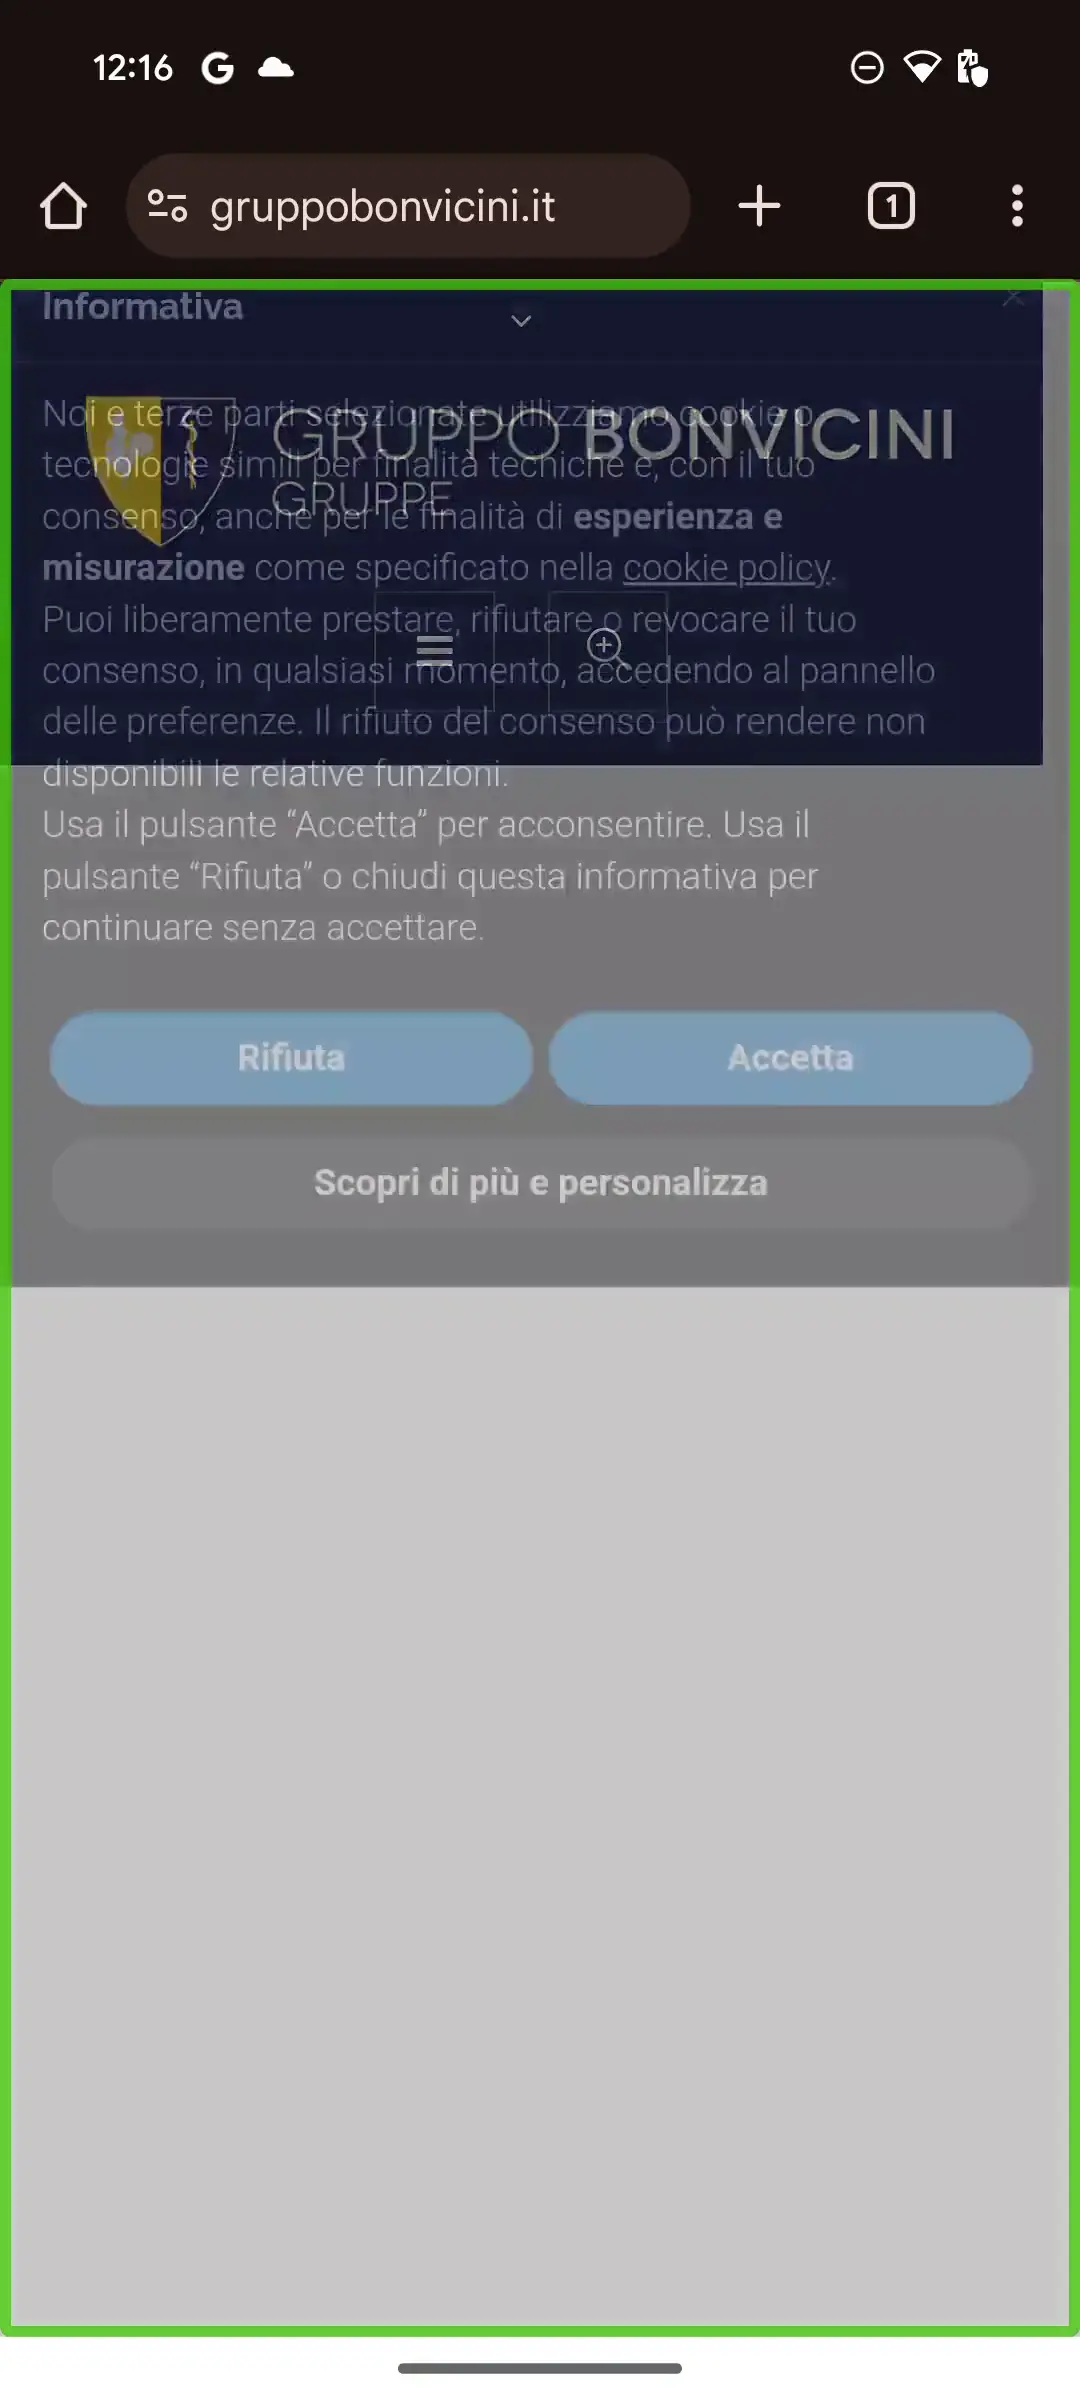 12:16
gruppobonvicini.it
1
Informativa
GRUPPO BONVICINI
GRUPPE
Noi e terze parti selezionate utilizziamo cookie o
tecnologie simili per finalità tecniche e, con il tuo
consenso, anche per le finalità di esperienza e
misurazione come specificato nella cookie policy.
Puoi liberamente prestare, rifiutare o revocare il tuo
consenso, in qualsiasi momento, accedendo al pannello
delle preferenze. Il rifiuto del consenso può rendere non
disponibili le relative funzioni.
Usa il pulsante “Accetta” per acconsentire. Usa il
pulsante “Rifiuta” o chiudi questa informativa per
continuare senza accettare.
Rifiuta
Accetta
Scopri di più e personalizza